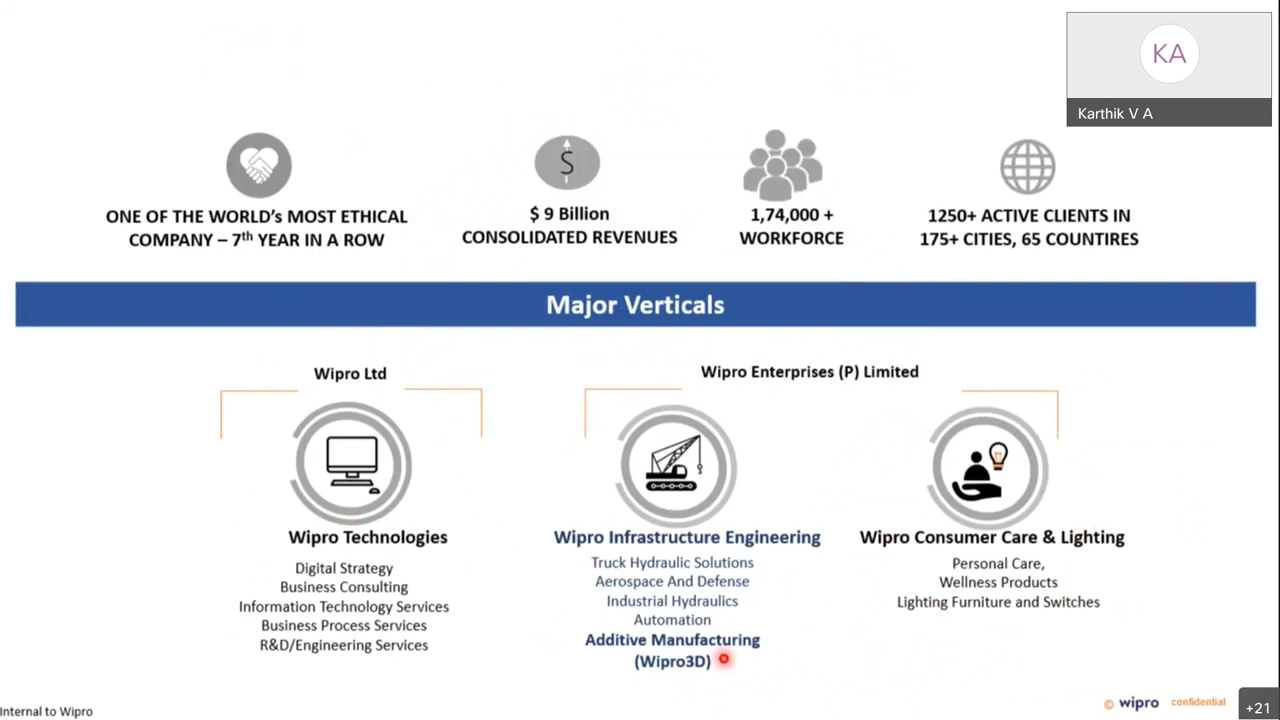 KA
Karthik V A
S
ONE OF THE WORLD's MOST ETHICAL
COMPANY – 7th YEAR IN A ROW
$ 9 Billion
CONSOLIDATED REVENUES
1,74,000 +
WORKFORCE
1250+ ACTIVE CLIENTS IN
175+ CITIES, 65 COUNTIRES
Major Verticals
Wipro Ltd
Wipro Enterprises (P) Limited
Wipro Technologies
Digital Strategy
Business Consulting
Information Technology Services
Business Process Services
R&D/Engineering Services
Wipro Infrastructure Engineering
Truck Hydraulic Solutions
Aerospace And Defense
Industrial Hydraulics
Automation
Additive Manufacturing
(Wipro3D)
Wipro Consumer Care & Lighting
Personal Care,
Wellness Products
Lighting Furniture and Switches
Internal to Wipro
© wipro confidential
+21